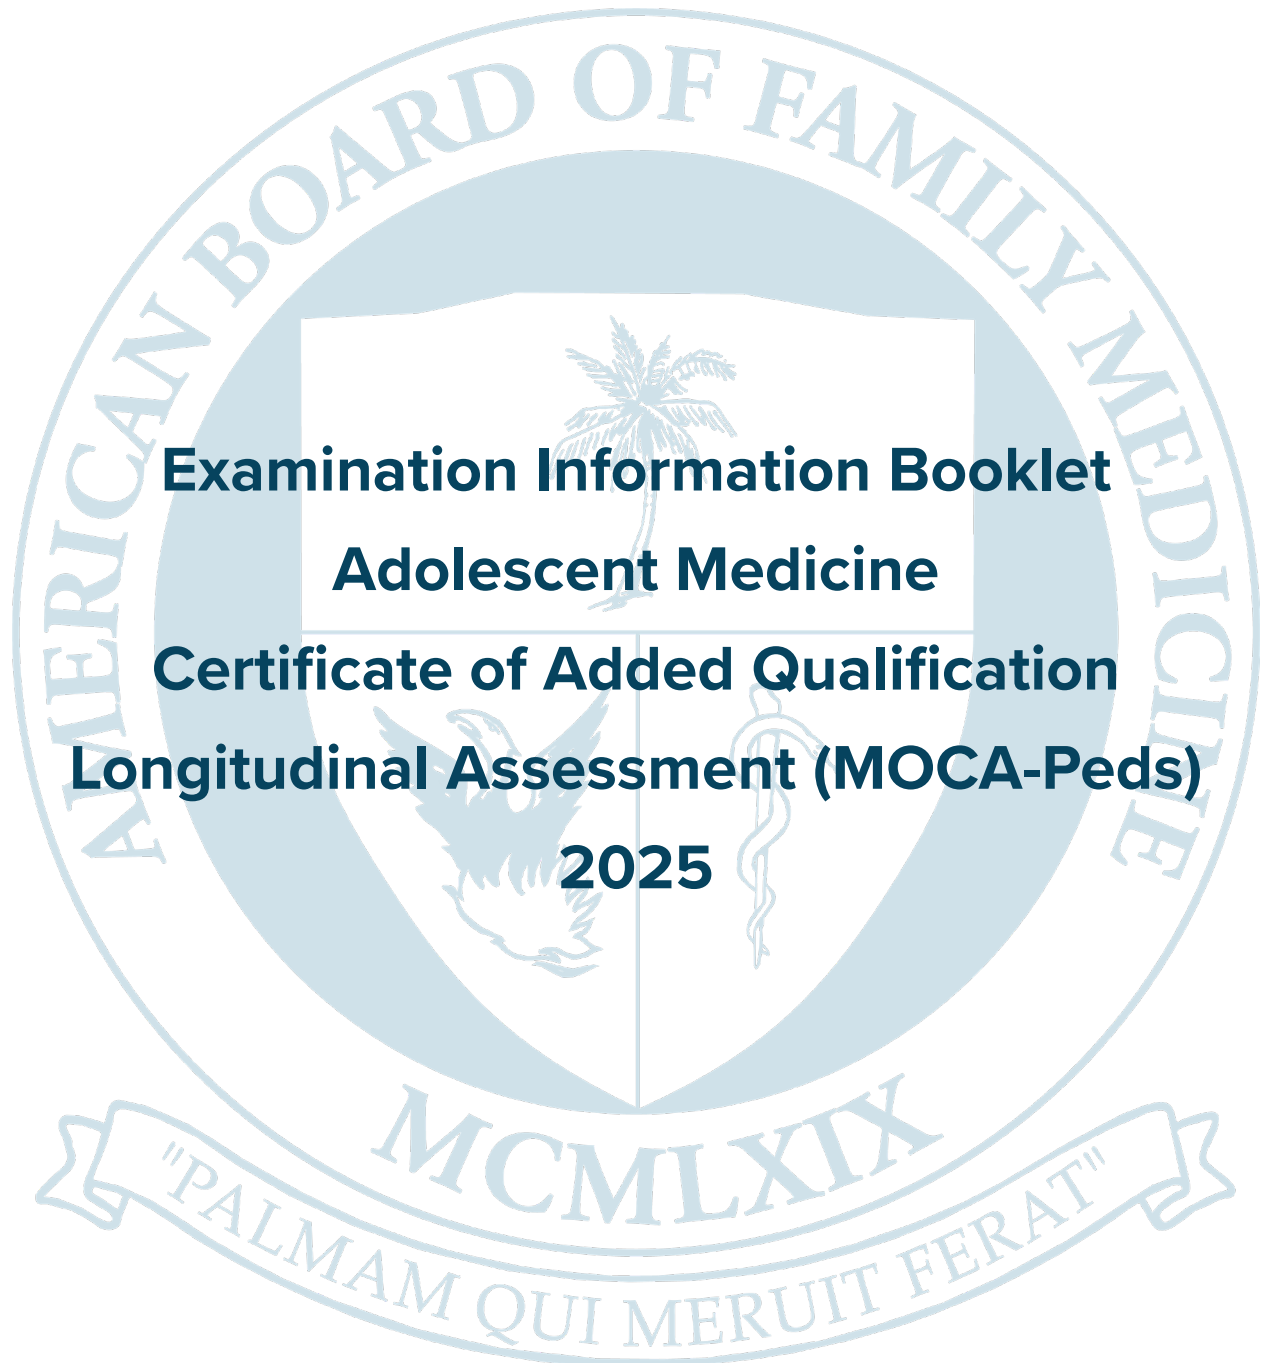 AMERICAN BOARD OF FAMILY MEDICINE
Examination Information Booklet
Adolescent Medicine
Certificate of Added Qualification
Longitudinal Assessment (MOCA-Peds)
2025
MCMLXIX
"PALMAM QUI MERUIT FERAT"